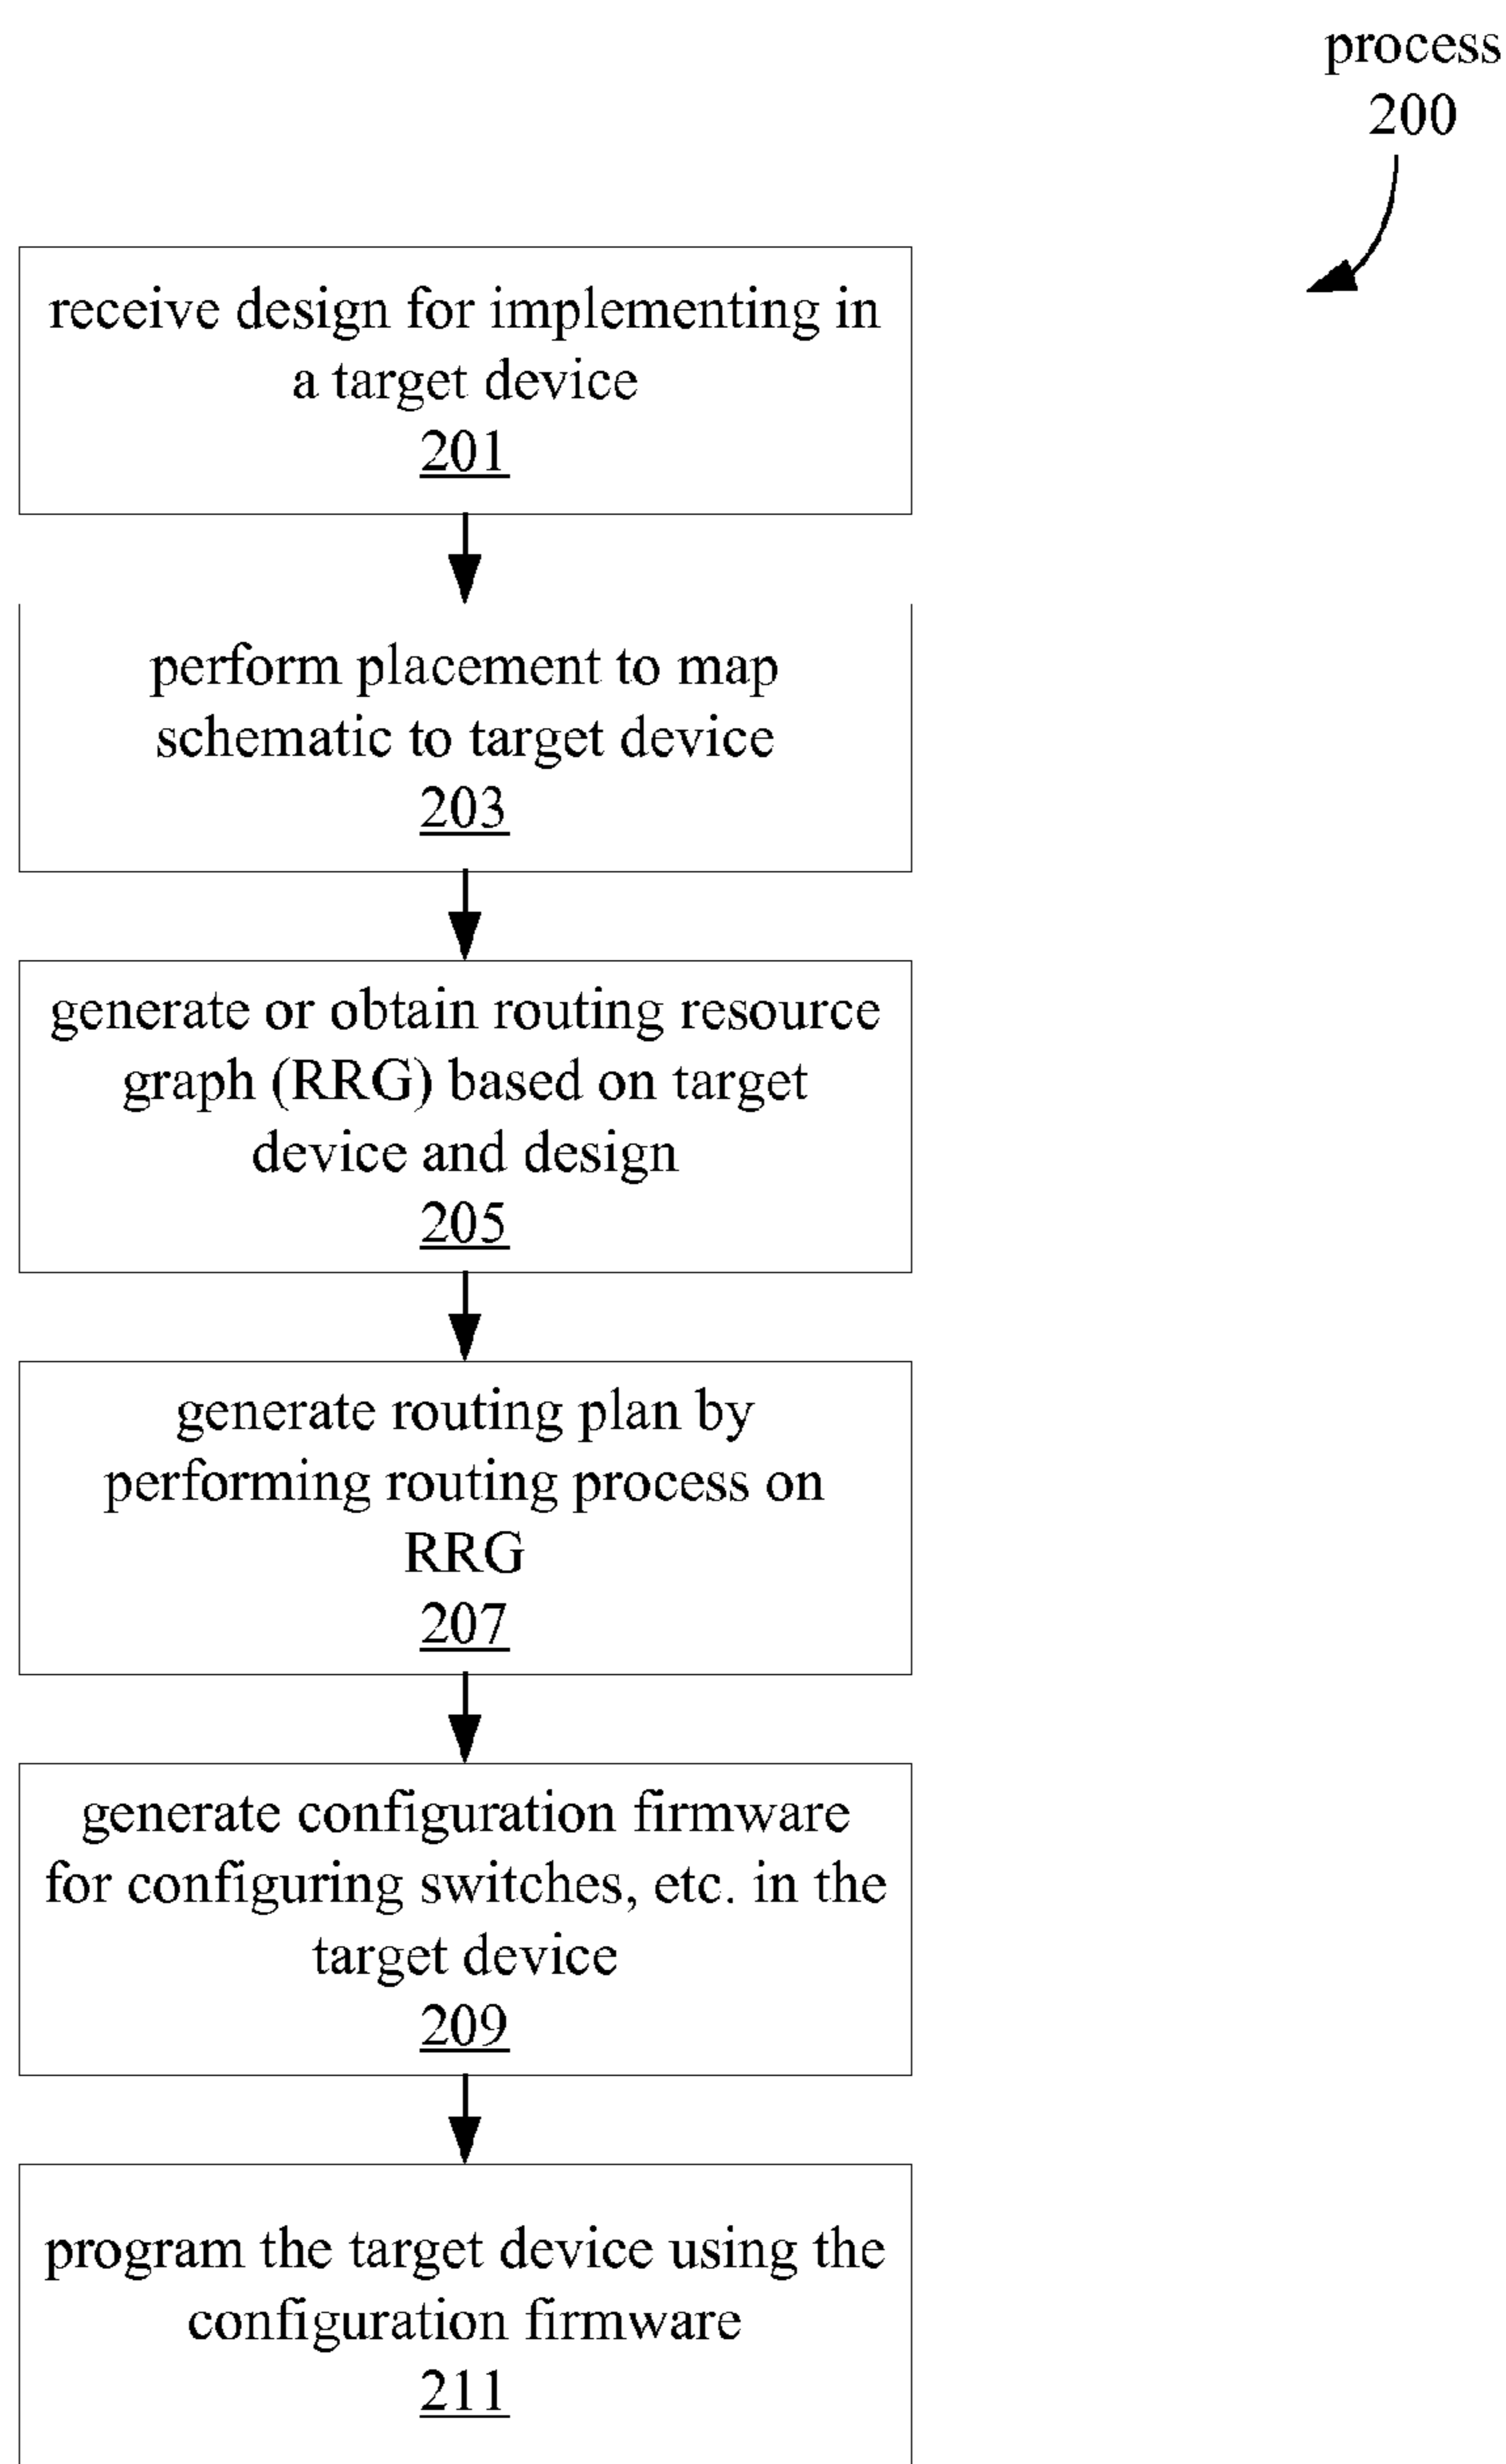 process
200
receive design for implementing in
a target device
201
perform placement to map
schematic to target device
203
generate or obtain routing resource
graph (RRG) based on target
device and design
205
generate routing plan by
performing routing process on
RRG
207
generate configuration firmware
for configuring switches, etc. in the
target device
209
program the target device using the
configuration firmware
211